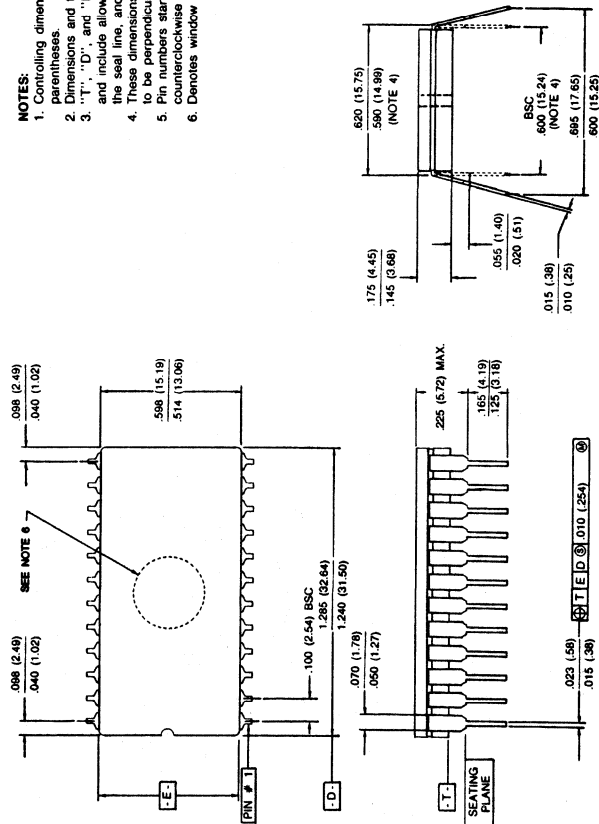 NOTES:
1. Controlling dimen
parentheses.
2. Dimensions and
3. "T", "D", and "
and include allow
the seal line, and
4. These dimensions
to be perpendicu
5. Pin numbers star
counterclockwise
6. Denotes window
.098 (2.49)
.040 (1.02)
SEE NOTE 6
.098 (2.49)
.040 (1.02)
.598 (15.19)
.514 (13.06)
- E -
PIN # 1
.100 (2.54) BSC
1.285 (32.64)
1.240 (31.50)
- D -
.620 (15.75)
.590 (14.99)
(NOTE 4)
.175 (4.45)
.145 (3.68)
.055 (1.40)
.020 (.51)
.015 (.38)
.010 (.25)
BSC
.600 (15.24)
(NOTE 4)
.695 (17.65)
.600 (15.25)
.070 (1.78)
.050 (1.27)
.225 (5.72) MAX.
.165 (4.19)
.125 (3.18)
- T -
SEATING
PLANE
.023 (.58)
.015 (.38)
⌖ T E D Ⓢ .010 (.254) Ⓜ